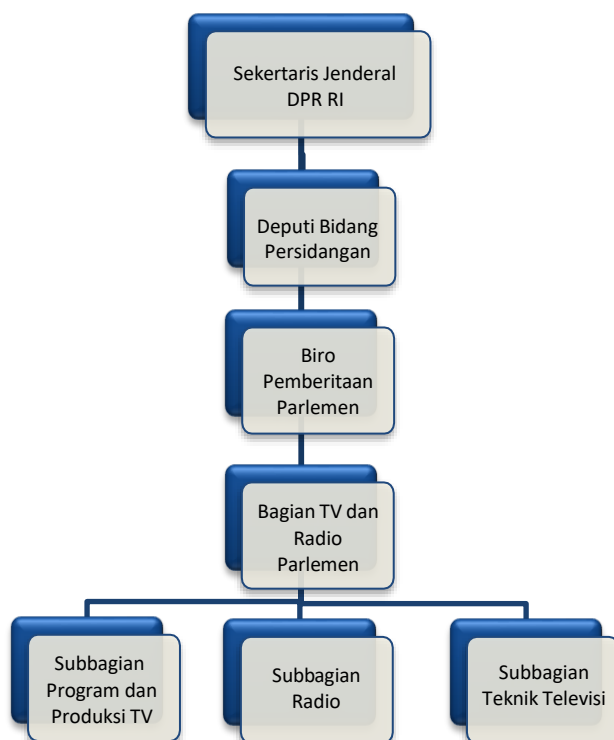 Sekertaris Jenderal
DPR RI
Deputi Bidang
Persidangan
Biro
Pemberitaan
Parlemen
Bagian TV dan
Radio
Parlemen
Subbagian
Program dan
Produksi TV
Subbagian
Radio
Subbagian
Teknik Televisi